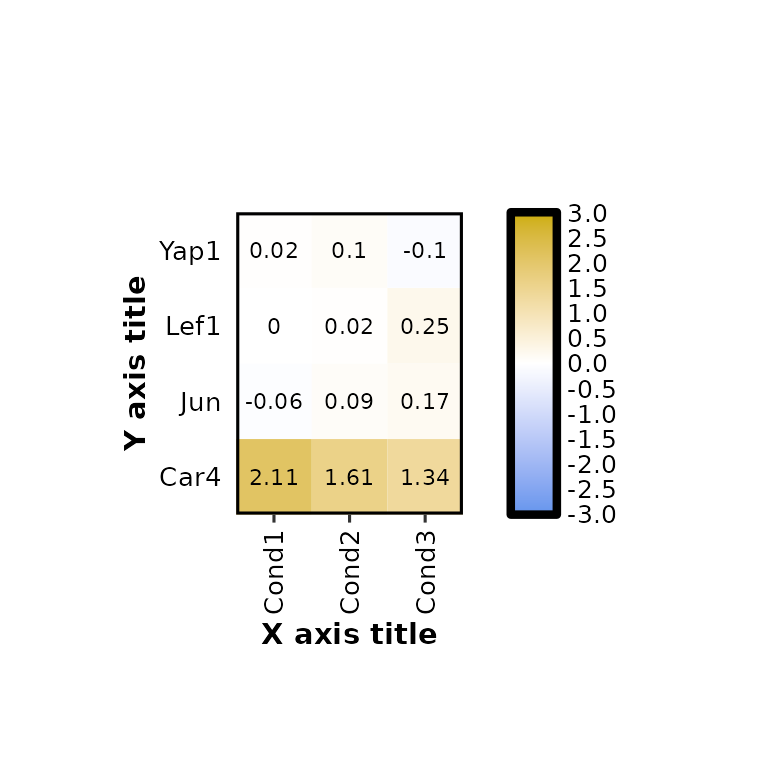 Y axis title
Yap1 0.02 0.1 -0.1
Lef1 0 0.02 0.25
Jun -0.06 0.09 0.17
Car4 2.11 1.61 1.34
Cond1 Cond2 Cond3
X axis title
3.0
2.5
2.0
1.5
1.0
0.5
0.0
-0.5
-1.0
-1.5
-2.0
-2.5
-3.0